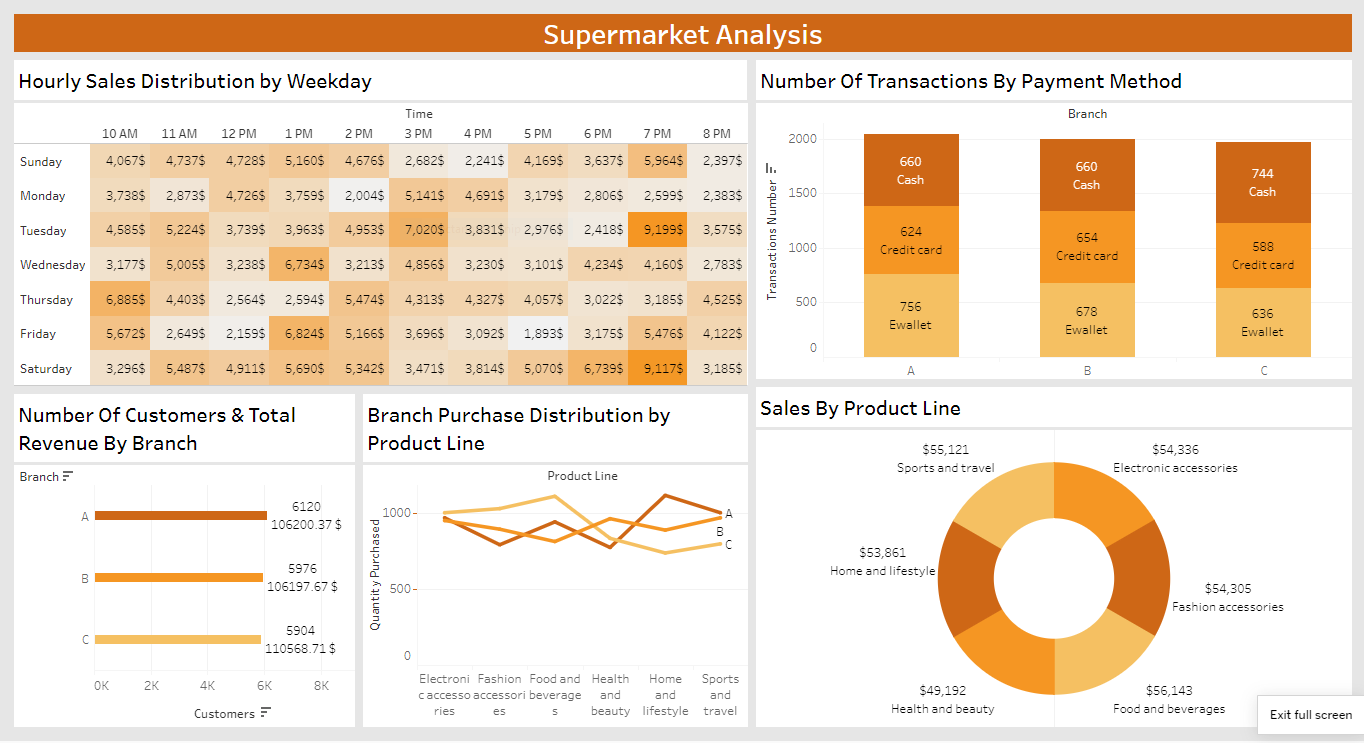 Supermarket Analysis
Hourly Sales Distribution by Weekday
Time
10 AM 11 AM 12 PM 1 PM 2 PM 3 PM 4 PM 5 PM 6 PM 7 PM 8 PM
Sunday 4,067$ 4,737$ 4,728$ 5,160$ 4,676$ 2,682$ 2,241$ 4,169$ 3,637$ 5,964$ 2,397$
Monday 3,738$ 2,873$ 4,726$ 3,759$ 2,004$ 5,141$ 4,691$ 3,179$ 2,806$ 2,599$ 2,383$
Tuesday 4,585$ 5,224$ 3,739$ 3,963$ 4,953$ 7,020$ 3,831$ 2,976$ 2,418$ 9,199$ 3,575$
Wednesday 3,177$ 5,005$ 3,238$ 6,734$ 3,213$ 4,856$ 3,230$ 3,101$ 4,234$ 4,160$ 2,783$
Thursday 6,885$ 4,403$ 2,564$ 2,594$ 5,474$ 4,313$ 4,327$ 4,057$ 3,022$ 3,185$ 4,525$
Friday 5,672$ 2,649$ 2,159$ 6,824$ 5,166$ 3,696$ 3,092$ 1,893$ 3,175$ 5,476$ 4,122$
Saturday 3,296$ 5,487$ 4,911$ 5,690$ 5,342$ 3,471$ 3,814$ 5,070$ 6,739$ 9,117$ 3,185$
Number Of Transactions By Payment Method
Branch
Transactions Number
2000
1500
1000
500
0
660
Cash
624
Credit card
756
Ewallet
660
Cash
654
Credit card
678
Ewallet
744
Cash
588
Credit card
636
Ewallet
A B C
Number Of Customers & Total
Revenue By Branch
Branch
A
6120
106200.37 $
B
5976
106197.67 $
C
5904
110568.71 $
0K 2K 4K 6K 8K
Customers
Branch Purchase Distribution by
Product Line
Product Line
Quantity Purchased
1000
500
0
A
B
C
Electroni Fashion Food and Health Home Sports
c accesso accessori beverage and and and
ries es s beauty lifestyle travel
Sales By Product Line
$55,121
Sports and travel
$54,336
Electronic accessories
$53,861
Home and lifestyle
$54,305
Fashion accessories
$49,192
Health and beauty
$56,143
Food and beverages
Exit full screen